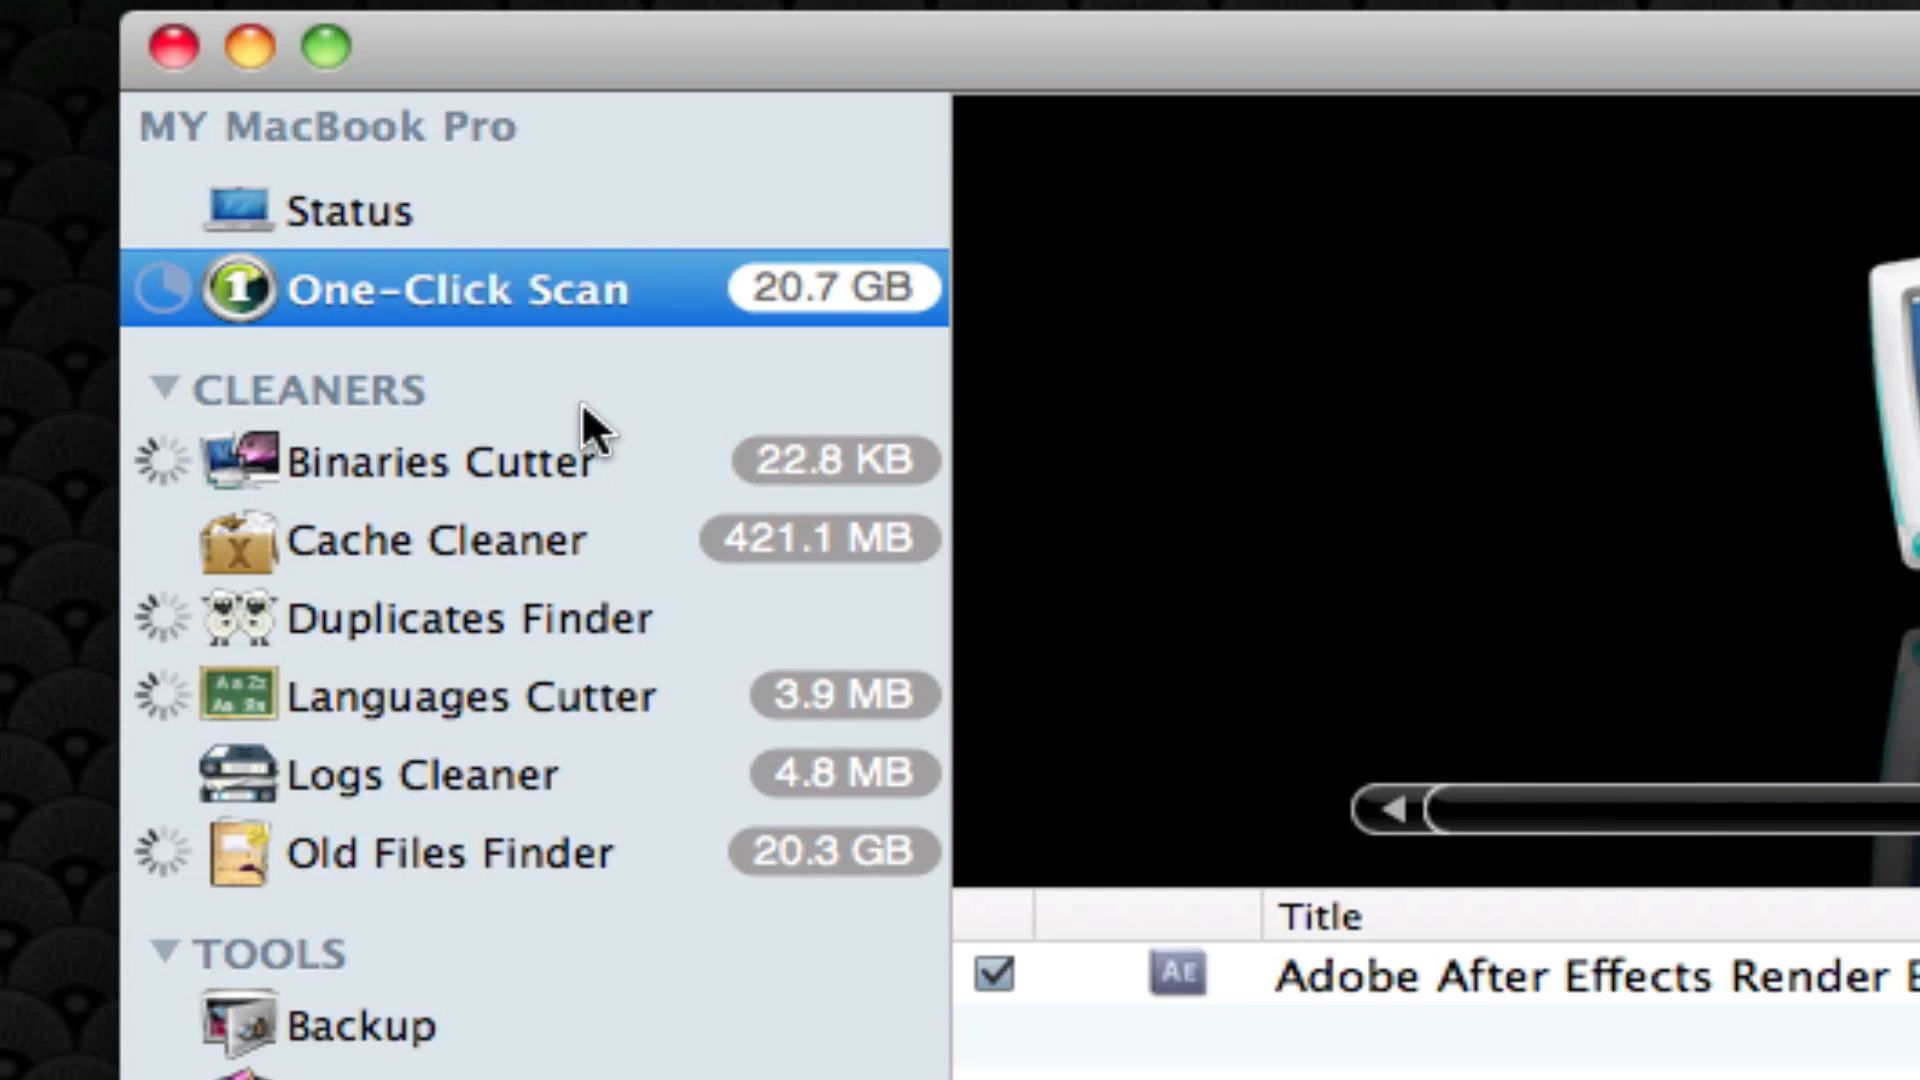 MY MacBook Pro
Status
1 One-Click Scan 20.7 GB
CLEANERS
Binaries Cutter 22.8 KB
X Cache Cleaner 421.1 MB
Duplicates Finder
Languages Cutter 3.9 MB
Logs Cleaner 4.8 MB
Old Files Finder 20.3 GB
Title
TOOLS
AE Adobe After Effects Render
Backup